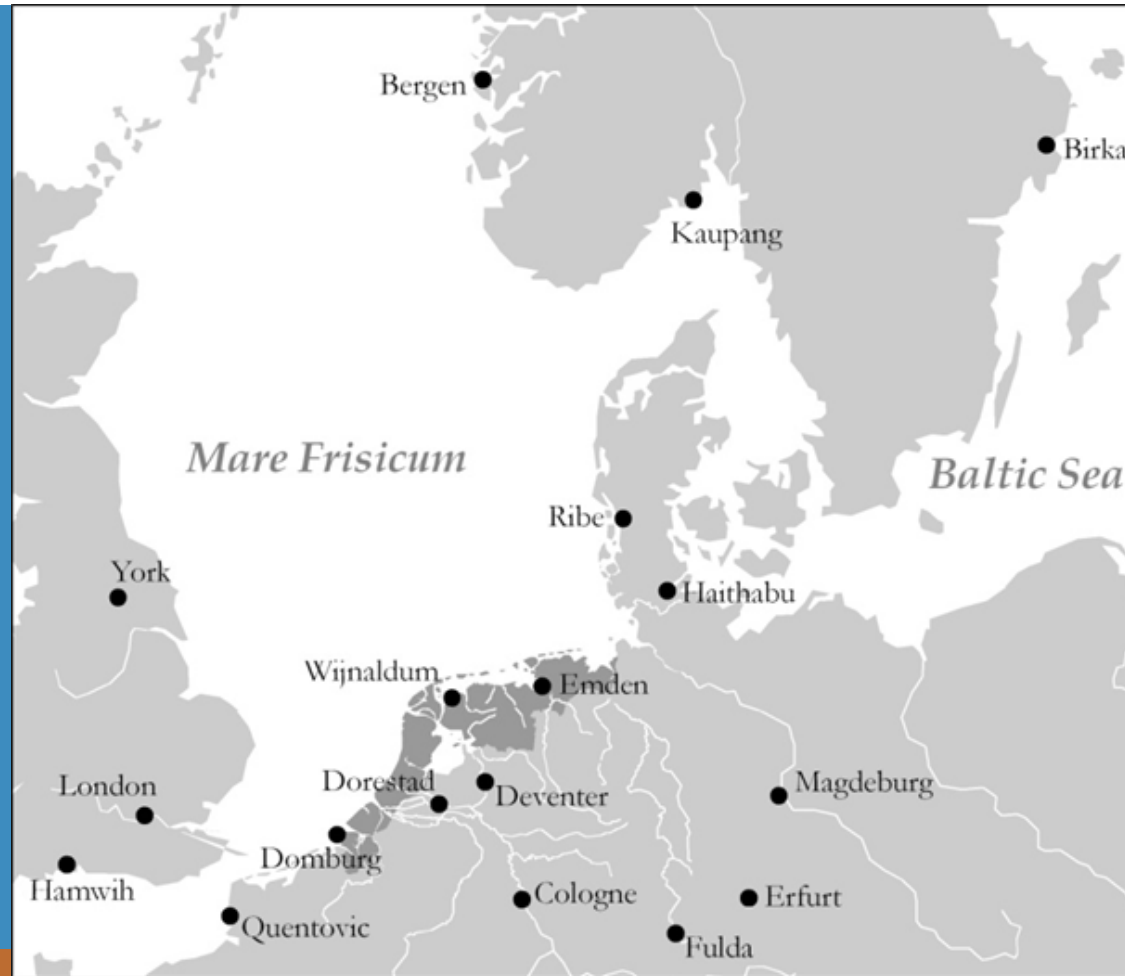 Bergen
Birka
Kaupang
Mare Frisicum
Baltic Sea
Ribe
York
Haithabu
Wijnaldum
Emden
London
Dorestad
Deventer
Magdeburg
Domburg
Hamwih
Cologne
Erfurt
Quentovic
Fulda